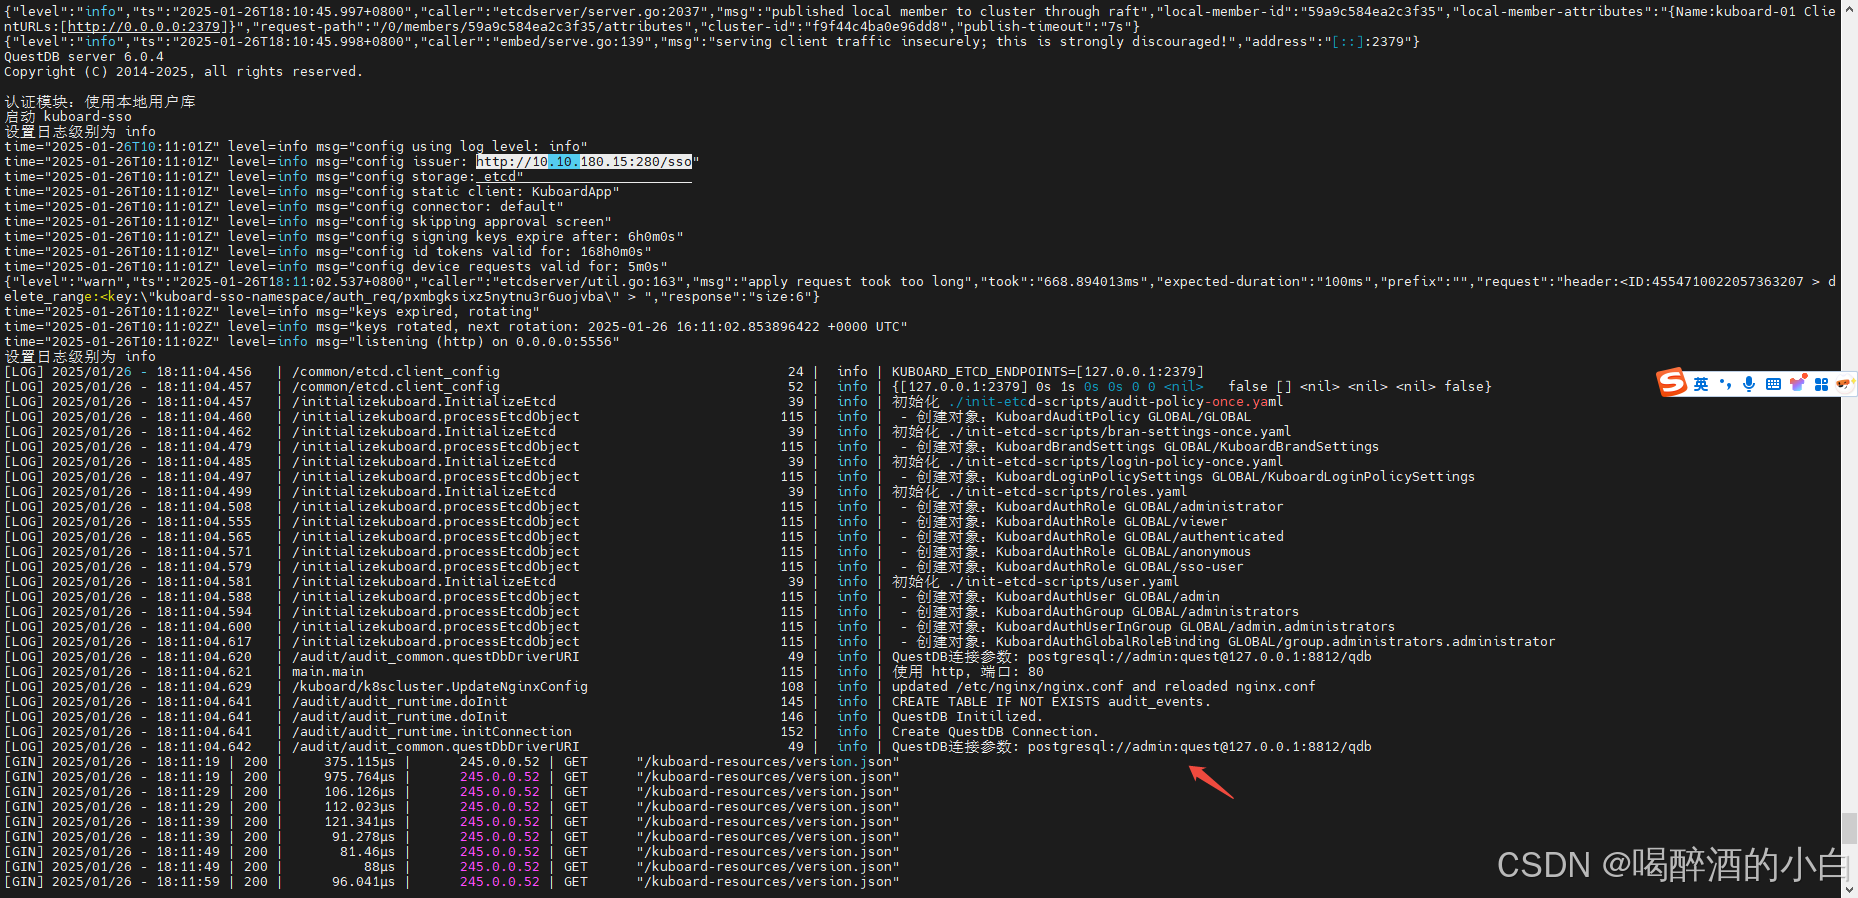 {"level":"info","ts":"2025-01-26T18:10:45.997+0800","caller":"etcdserver/server.go:2037","msg":"published local member to cluster through raft","local-member-id":"59a9c584ea2c3f35","local-member-attributes":"{Name:kuboard-01 Clie
ntURLs:[http://0.0.0.0:2379]}","request-path":"/0/members/59a9c584ea2c3f35/attributes","cluster-id":"f9f44c4ba0e96dd8","publish-timeout":"7s"}
{"level":"info","ts":"2025-01-26T18:10:45.998+0800","caller":"embed/serve.go:139","msg":"serving client traffic insecurely; this is strongly discouraged!","address":"[::]:2379"}
QuestDB server 6.0.4
Copyright (C) 2014-2025, all rights reserved.
认证模块：使用本地用户库
启动 kuboard-sso
设置日志级别为 info
time="2025-01-26T10:11:01Z" level=info msg="config using log level: info"
time="2025-01-26T10:11:01Z" level=info msg="config issuer: http://10.10.180.15:280/sso"
time="2025-01-26T10:11:01Z" level=info msg="config storage: etcd"
time="2025-01-26T10:11:01Z" level=info msg="config static client: KuboardApp"
time="2025-01-26T10:11:01Z" level=info msg="config connector: default"
time="2025-01-26T10:11:01Z" level=info msg="config skipping approval screen"
time="2025-01-26T10:11:01Z" level=info msg="config signing keys expire after: 6h0m0s"
time="2025-01-26T10:11:01Z" level=info msg="config id tokens valid for: 168h0m0s"
time="2025-01-26T10:11:01Z" level=info msg="config device requests valid for: 5m0s"
{"level":"warn","ts":"2025-01-26T18:11:02.537+0800","caller":"etcdserver/util.go:163","msg":"apply request took too long","took":"668.894013ms","expected-duration":"100ms","prefix":"","request":"header:<ID:4554710022057363207 > d
elete_range:<key:\"kuboard-sso-namespace/auth_req/pxmbgksixz5nytnu3r6uojvba\" > ","response":"size:6"}
time="2025-01-26T10:11:02Z" level=info msg="keys expired, rotating"
time="2025-01-26T10:11:02Z" level=info msg="keys rotated, next rotation: 2025-01-26 16:11:02.853896422 +0000 UTC"
time="2025-01-26T10:11:02Z" level=info msg="listening (http) on 0.0.0.0:5556"
设置日志级别为 info
[LOG] 2025/01/26 - 18:11:04.456 | /common/etcd.client_config 24 | info | KUBOARD_ETCD_ENDPOINTS=[127.0.0.1:2379]
[LOG] 2025/01/26 - 18:11:04.457 | /common/etcd.client_config 52 | info | {[127.0.0.1:2379] 0s 1s 0s 0s 0 0 <nil> false [] <nil> <nil> <nil> false}
[LOG] 2025/01/26 - 18:11:04.457 | /initializekuboard.InitializeEtcd 39 | info | 初始化 ./init-etcd-scripts/audit-policy-once.yaml
[LOG] 2025/01/26 - 18:11:04.460 | /initializekuboard.processEtcdObject 115 | info | - 创建对象：KuboardAuditPolicy GLOBAL/GLOBAL
[LOG] 2025/01/26 - 18:11:04.462 | /initializekuboard.InitializeEtcd 39 | info | 初始化 ./init-etcd-scripts/bran-settings-once.yaml
[LOG] 2025/01/26 - 18:11:04.479 | /initializekuboard.processEtcdObject 115 | info | - 创建对象：KuboardBrandSettings GLOBAL/KuboardBrandSettings
[LOG] 2025/01/26 - 18:11:04.485 | /initializekuboard.InitializeEtcd 39 | info | 初始化 ./init-etcd-scripts/login-policy-once.yaml
[LOG] 2025/01/26 - 18:11:04.497 | /initializekuboard.processEtcdObject 115 | info | - 创建对象：KuboardLoginPolicySettings GLOBAL/KuboardLoginPolicySettings
[LOG] 2025/01/26 - 18:11:04.499 | /initializekuboard.InitializeEtcd 39 | info | 初始化 ./init-etcd-scripts/roles.yaml
[LOG] 2025/01/26 - 18:11:04.508 | /initializekuboard.processEtcdObject 115 | info | - 创建对象：KuboardAuthRole GLOBAL/administrator
[LOG] 2025/01/26 - 18:11:04.555 | /initializekuboard.processEtcdObject 115 | info | - 创建对象：KuboardAuthRole GLOBAL/viewer
[LOG] 2025/01/26 - 18:11:04.565 | /initializekuboard.processEtcdObject 115 | info | - 创建对象：KuboardAuthRole GLOBAL/authenticated
[LOG] 2025/01/26 - 18:11:04.571 | /initializekuboard.processEtcdObject 115 | info | - 创建对象：KuboardAuthRole GLOBAL/anonymous
[LOG] 2025/01/26 - 18:11:04.579 | /initializekuboard.processEtcdObject 115 | info | - 创建对象：KuboardAuthRole GLOBAL/sso-user
[LOG] 2025/01/26 - 18:11:04.581 | /initializekuboard.InitializeEtcd 39 | info | 初始化 ./init-etcd-scripts/user.yaml
[LOG] 2025/01/26 - 18:11:04.588 | /initializekuboard.processEtcdObject 115 | info | - 创建对象：KuboardAuthUser GLOBAL/admin
[LOG] 2025/01/26 - 18:11:04.594 | /initializekuboard.processEtcdObject 115 | info | - 创建对象：KuboardAuthGroup GLOBAL/administrators
[LOG] 2025/01/26 - 18:11:04.600 | /initializekuboard.processEtcdObject 115 | info | - 创建对象：KuboardAuthUserInGroup GLOBAL/admin.administrators
[LOG] 2025/01/26 - 18:11:04.617 | /initializekuboard.processEtcdObject 115 | info | - 创建对象：KuboardAuthGlobalRoleBinding GLOBAL/group.administrators.administrator
[LOG] 2025/01/26 - 18:11:04.620 | /audit/audit_common.questDbDriverURI 49 | info | QuestDB连接参数: postgresql://admin:quest@127.0.0.1:8812/qdb
[LOG] 2025/01/26 - 18:11:04.621 | main.main 115 | info | 使用 http, 端口: 80
[LOG] 2025/01/26 - 18:11:04.629 | /kuboard/k8scluster.UpdateNginxConfig 108 | info | updated /etc/nginx/nginx.conf and reloaded nginx.conf
[LOG] 2025/01/26 - 18:11:04.641 | /audit/audit_runtime.doInit 145 | info | CREATE TABLE IF NOT EXISTS audit_events.
[LOG] 2025/01/26 - 18:11:04.641 | /audit/audit_runtime.doInit 146 | info | QuestDB Initilized.
[LOG] 2025/01/26 - 18:11:04.641 | /audit/audit_runtime.initConnection 152 | info | Create QuestDB Connection.
[LOG] 2025/01/26 - 18:11:04.642 | /audit/audit_common.questDbDriverURI 49 | info | QuestDB连接参数: postgresql://admin:quest@127.0.0.1:8812/qdb
[GIN] 2025/01/26 - 18:11:19 | 200 | 375.115µs | 245.0.0.52 | GET "/kuboard-resources/version.json"
[GIN] 2025/01/26 - 18:11:19 | 200 | 975.764µs | 245.0.0.52 | GET "/kuboard-resources/version.json"
[GIN] 2025/01/26 - 18:11:29 | 200 | 106.126µs | 245.0.0.52 | GET "/kuboard-resources/version.json"
[GIN] 2025/01/26 - 18:11:29 | 200 | 112.023µs | 245.0.0.52 | GET "/kuboard-resources/version.json"
[GIN] 2025/01/26 - 18:11:39 | 200 | 121.341µs | 245.0.0.52 | GET "/kuboard-resources/version.json"
[GIN] 2025/01/26 - 18:11:39 | 200 | 91.278µs | 245.0.0.52 | GET "/kuboard-resources/version.json"
[GIN] 2025/01/26 - 18:11:49 | 200 | 81.46µs | 245.0.0.52 | GET "/kuboard-resources/version.json"
[GIN] 2025/01/26 - 18:11:49 | 200 | 88µs | 245.0.0.52 | GET "/kuboard-resources/version.json"
[GIN] 2025/01/26 - 18:11:59 | 200 | 96.041µs | 245.0.0.52 | GET "/kuboard-resources/version.json"
英
CSDN @喝醉酒的小白